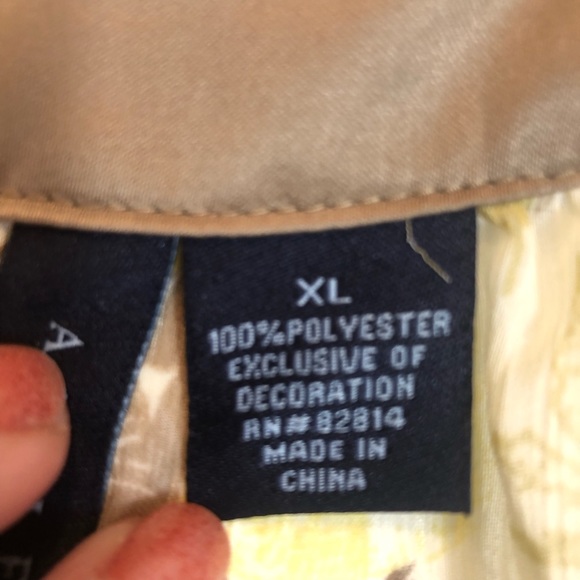 XL
100%POLYESTER
EXCLUSIVE OF
DECORATION
RN#82814
MADE IN
CHINA
A